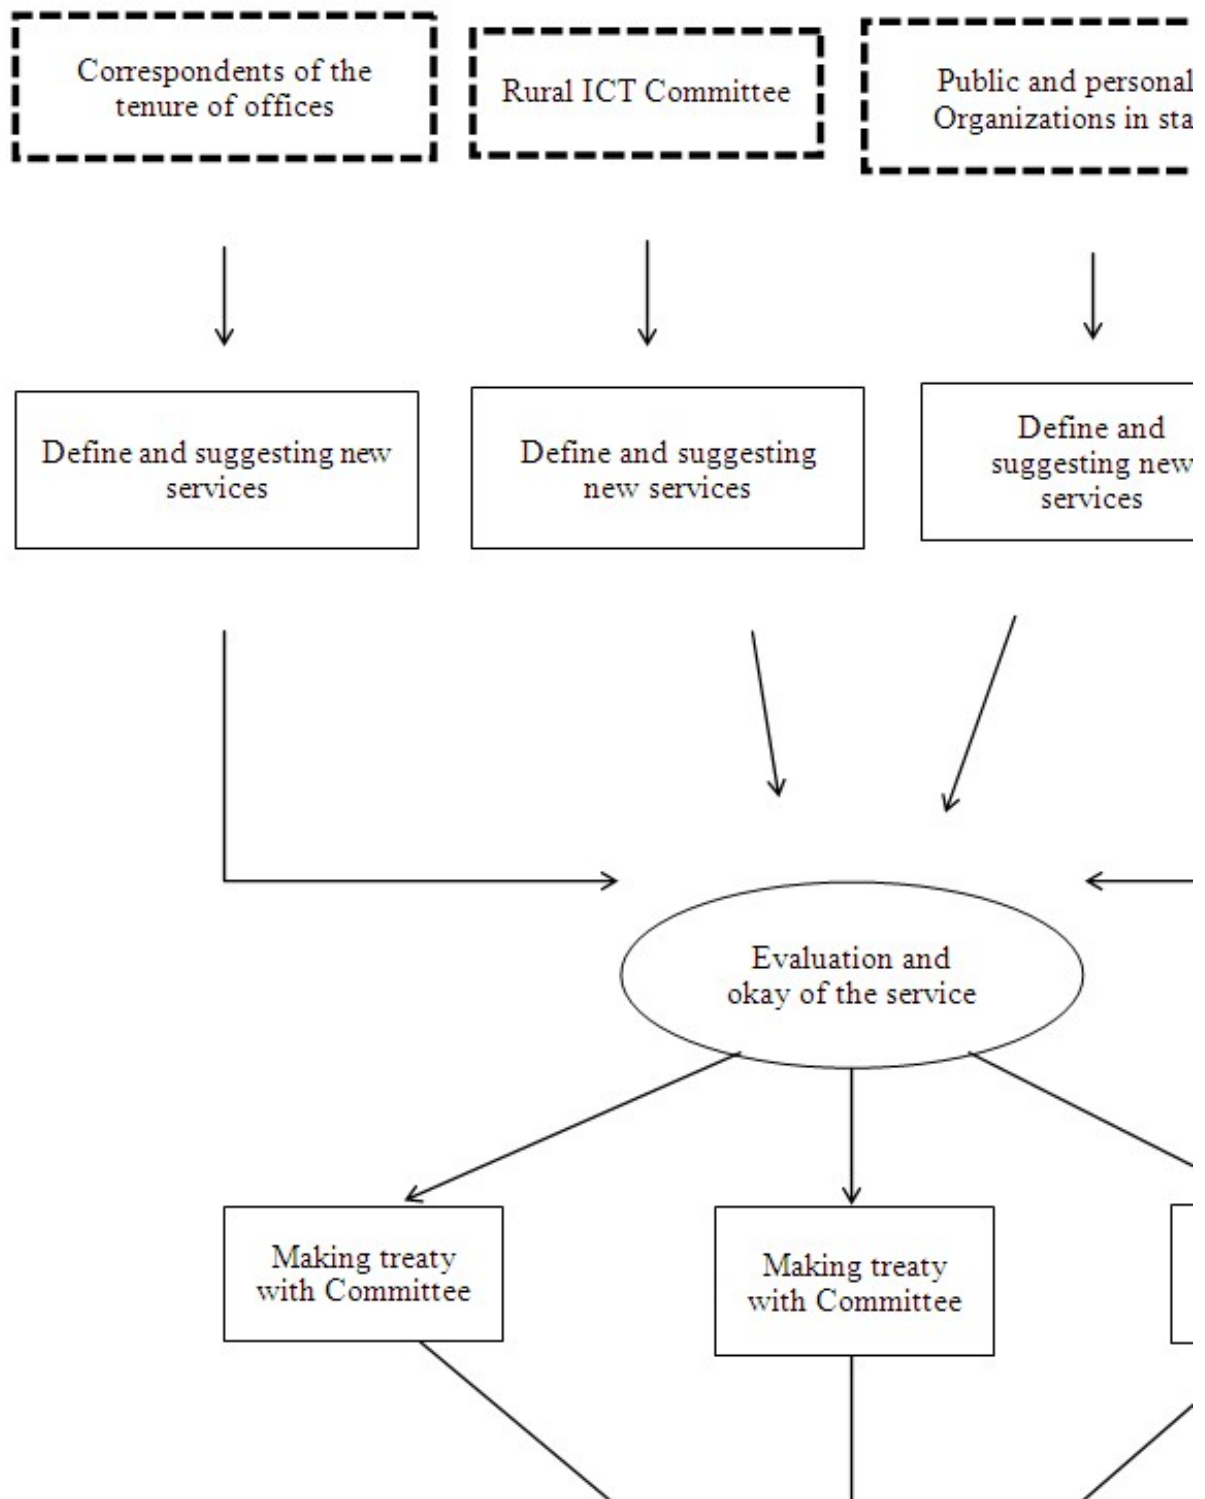 Correspondents of the
tenure of offices
Rural ICT Committee
Public and personal
Organizations in sta
Define and suggesting new
services
Define and suggesting
new services
Define and
suggesting new
services
Evaluation and
okay of the service
Making treaty
with Committee
Making treaty
with Committee